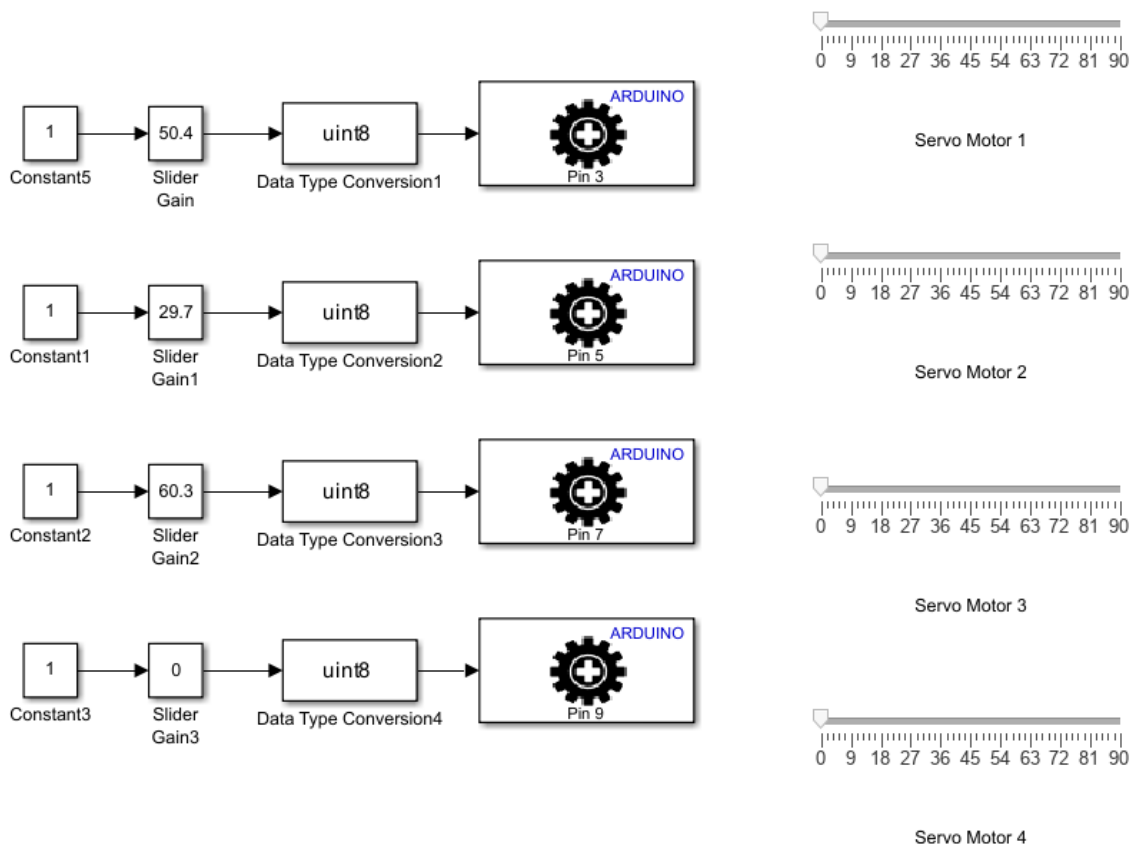 ARDUINO
1
50.4
uint8
Pin 3
Constant5
Slider
Gain
Data Type Conversion1
0 9 18 27 36 45 54 63 72 81 90
Servo Motor 1
ARDUINO
1
29.7
uint8
Pin 5
Constant1
Slider
Gain1
Data Type Conversion2
0 9 18 27 36 45 54 63 72 81 90
Servo Motor 2
ARDUINO
1
60.3
uint8
Pin 7
Constant2
Slider
Gain2
Data Type Conversion3
0 9 18 27 36 45 54 63 72 81 90
Servo Motor 3
ARDUINO
1
0
uint8
Pin 9
Constant3
Slider
Gain3
Data Type Conversion4
0 9 18 27 36 45 54 63 72 81 90
Servo Motor 4